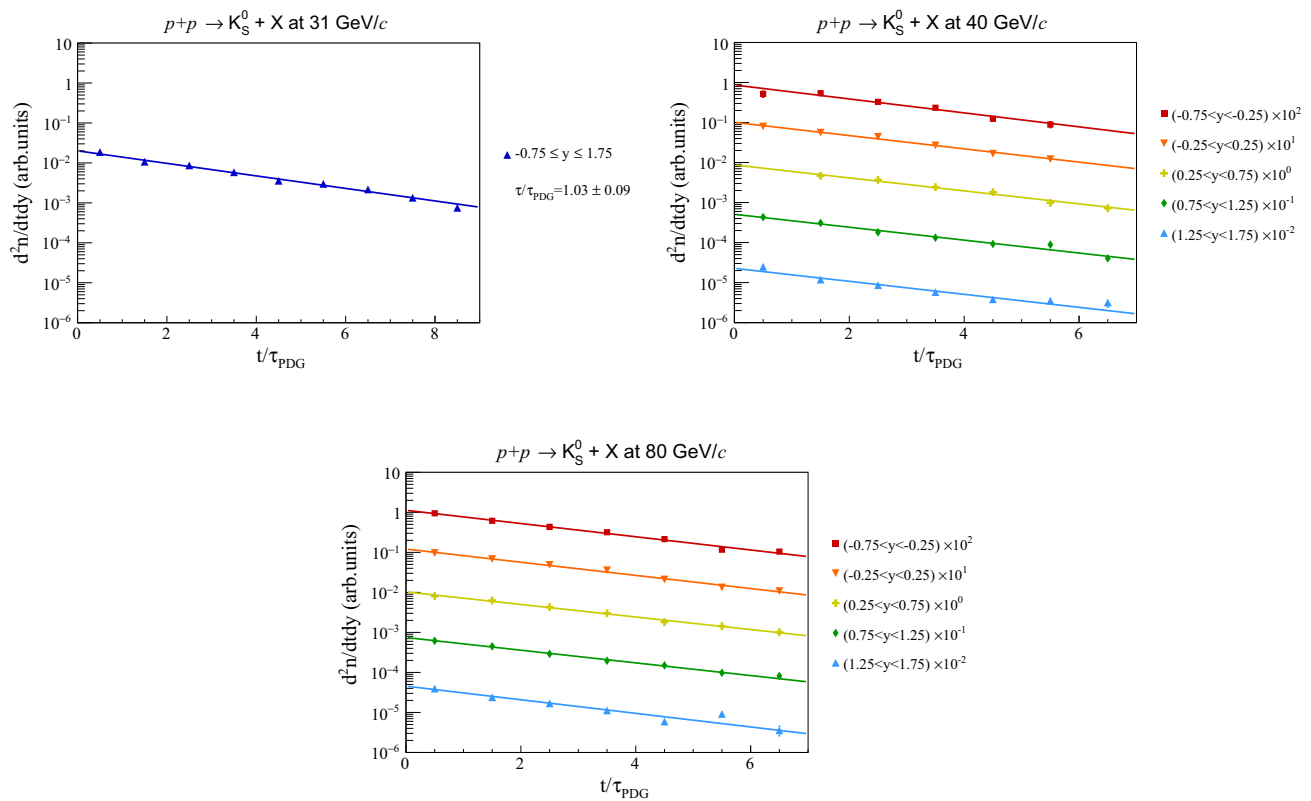 p+p → K⁰_S + X at 31 GeV/c
d²n/dtdy (arb.units)
10
1
10⁻¹
10⁻²
10⁻³
10⁻⁴
10⁻⁵
10⁻⁶
0 2 4 6 8
t/τ_PDG
-0.75 ≤ y ≤ 1.75
τ/τ_PDG=1.03 ± 0.09
p+p → K⁰_S + X at 40 GeV/c
d²n/dtdy (arb.units)
10
1
10⁻¹
10⁻²
10⁻³
10⁻⁴
10⁻⁵
10⁻⁶
0 2 4 6
t/τ_PDG
(-0.75<y<-0.25) ×10²
(-0.25<y<0.25) ×10¹
(0.25<y<0.75) ×10⁰
(0.75<y<1.25) ×10⁻¹
(1.25<y<1.75) ×10⁻²
p+p → K⁰_S + X at 80 GeV/c
d²n/dtdy (arb.units)
10
1
10⁻¹
10⁻²
10⁻³
10⁻⁴
10⁻⁵
10⁻⁶
0 2 4 6
t/τ_PDG
(-0.75<y<-0.25) ×10²
(-0.25<y<0.25) ×10¹
(0.25<y<0.75) ×10⁰
(0.75<y<1.25) ×10⁻¹
(1.25<y<1.75) ×10⁻²